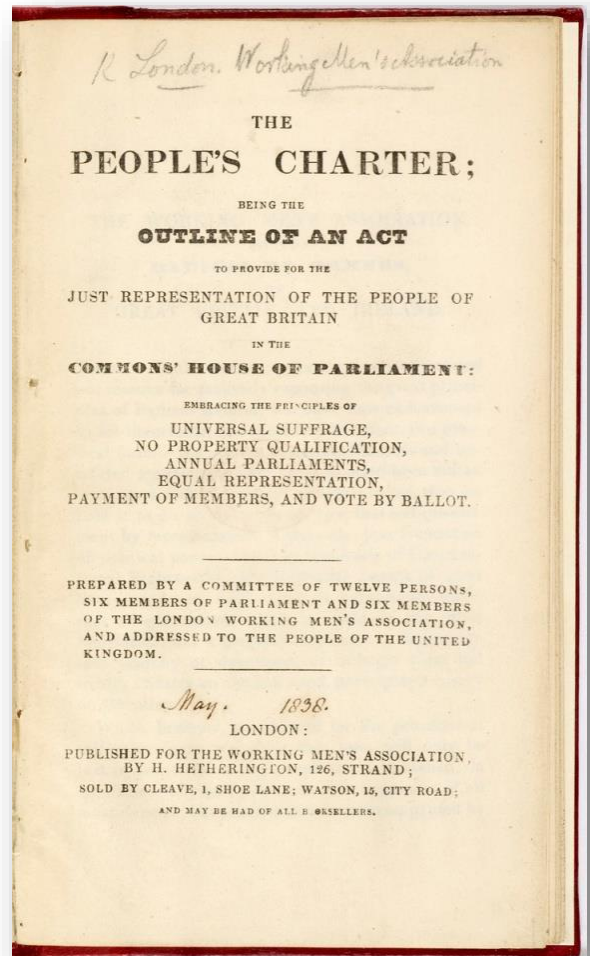 R London. Working Men's Association
THE
PEOPLE'S CHARTER;
BEING THE
OUTLINE OF AN ACT
TO PROVIDE FOR THE
JUST REPRESENTATION OF THE PEOPLE OF
GREAT BRITAIN
IN THE
COMMONS' HOUSE OF PARLIAMENT:
EMBRACING THE PRINCIPLES OF
UNIVERSAL SUFFRAGE,
NO PROPERTY QUALIFICATION,
ANNUAL PARLIAMENTS,
EQUAL REPRESENTATION,
PAYMENT OF MEMBERS, AND VOTE BY BALLOT.
PREPARED BY A COMMITTEE OF TWELVE PERSONS,
SIX MEMBERS OF PARLIAMENT AND SIX MEMBERS
OF THE LONDON WORKING MEN'S ASSOCIATION,
AND ADDRESSED TO THE PEOPLE OF THE UNITED
KINGDOM.
May. 1838.
LONDON:
PUBLISHED FOR THE WORKING MEN'S ASSOCIATION,
BY H. HETHERINGTON, 126, STRAND;
SOLD BY CLEAVE, 1, SHOE LANE; WATSON, 15, CITY ROAD;
AND MAY BE HAD OF ALL BOOKSELLERS.